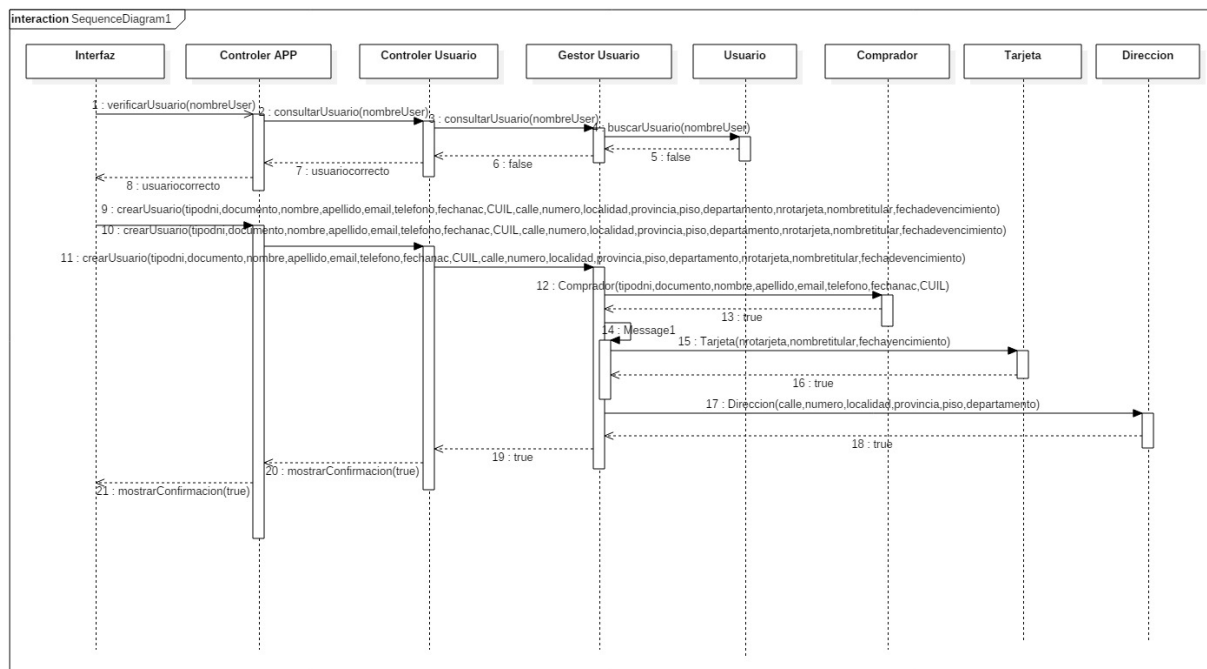 interaction SequenceDiagram1
Interfaz
Controler APP
Controler Usuario
Gestor Usuario
Usuario
Comprador
Tarjeta
Direccion
1 : verificarUsuario(nombreUser)
2 : consultarUsuario(nombreUser)
3 : consultarUsuario(nombreUser)
4 : buscarUsuario(nombreUser)
5 : false
6 : false
7 : usuariocorrecto
8 : usuariocorrecto
9 : crearUsuario(tipodni,documento,nombre,apellido,email,telefono,fechanac,CUIL,calle,numero,localidad,provincia,piso,departamento,nrotarjeta,nombretitular,fechadevencimiento)
10 : crearUsuario(tipodni,documento,nombre,apellido,email,telefono,fechanac,CUIL,calle,numero,localidad,provincia,piso,departamento,nrotarjeta,nombretitular,fechadevencimiento)
11 : crearUsuario(tipodni,documento,nombre,apellido,email,telefono,fechanac,CUIL,calle,numero,localidad,provincia,piso,departamento,nrotarjeta,nombretitular,fechadevencimiento)
12 : Comprador(tipodni,documento,nombre,apellido,email,telefono,fechanac,CUIL)
13 : true
14 : Message1
15 : Tarjeta(nrotarjeta,nombretitular,fechavencimiento)
16 : true
17 : Direccion(calle,numero,localidad,provincia,piso,departamento)
18 : true
19 : true
20 : mostrarConfirmacion(true)
21 : mostrarConfirmacion(true)